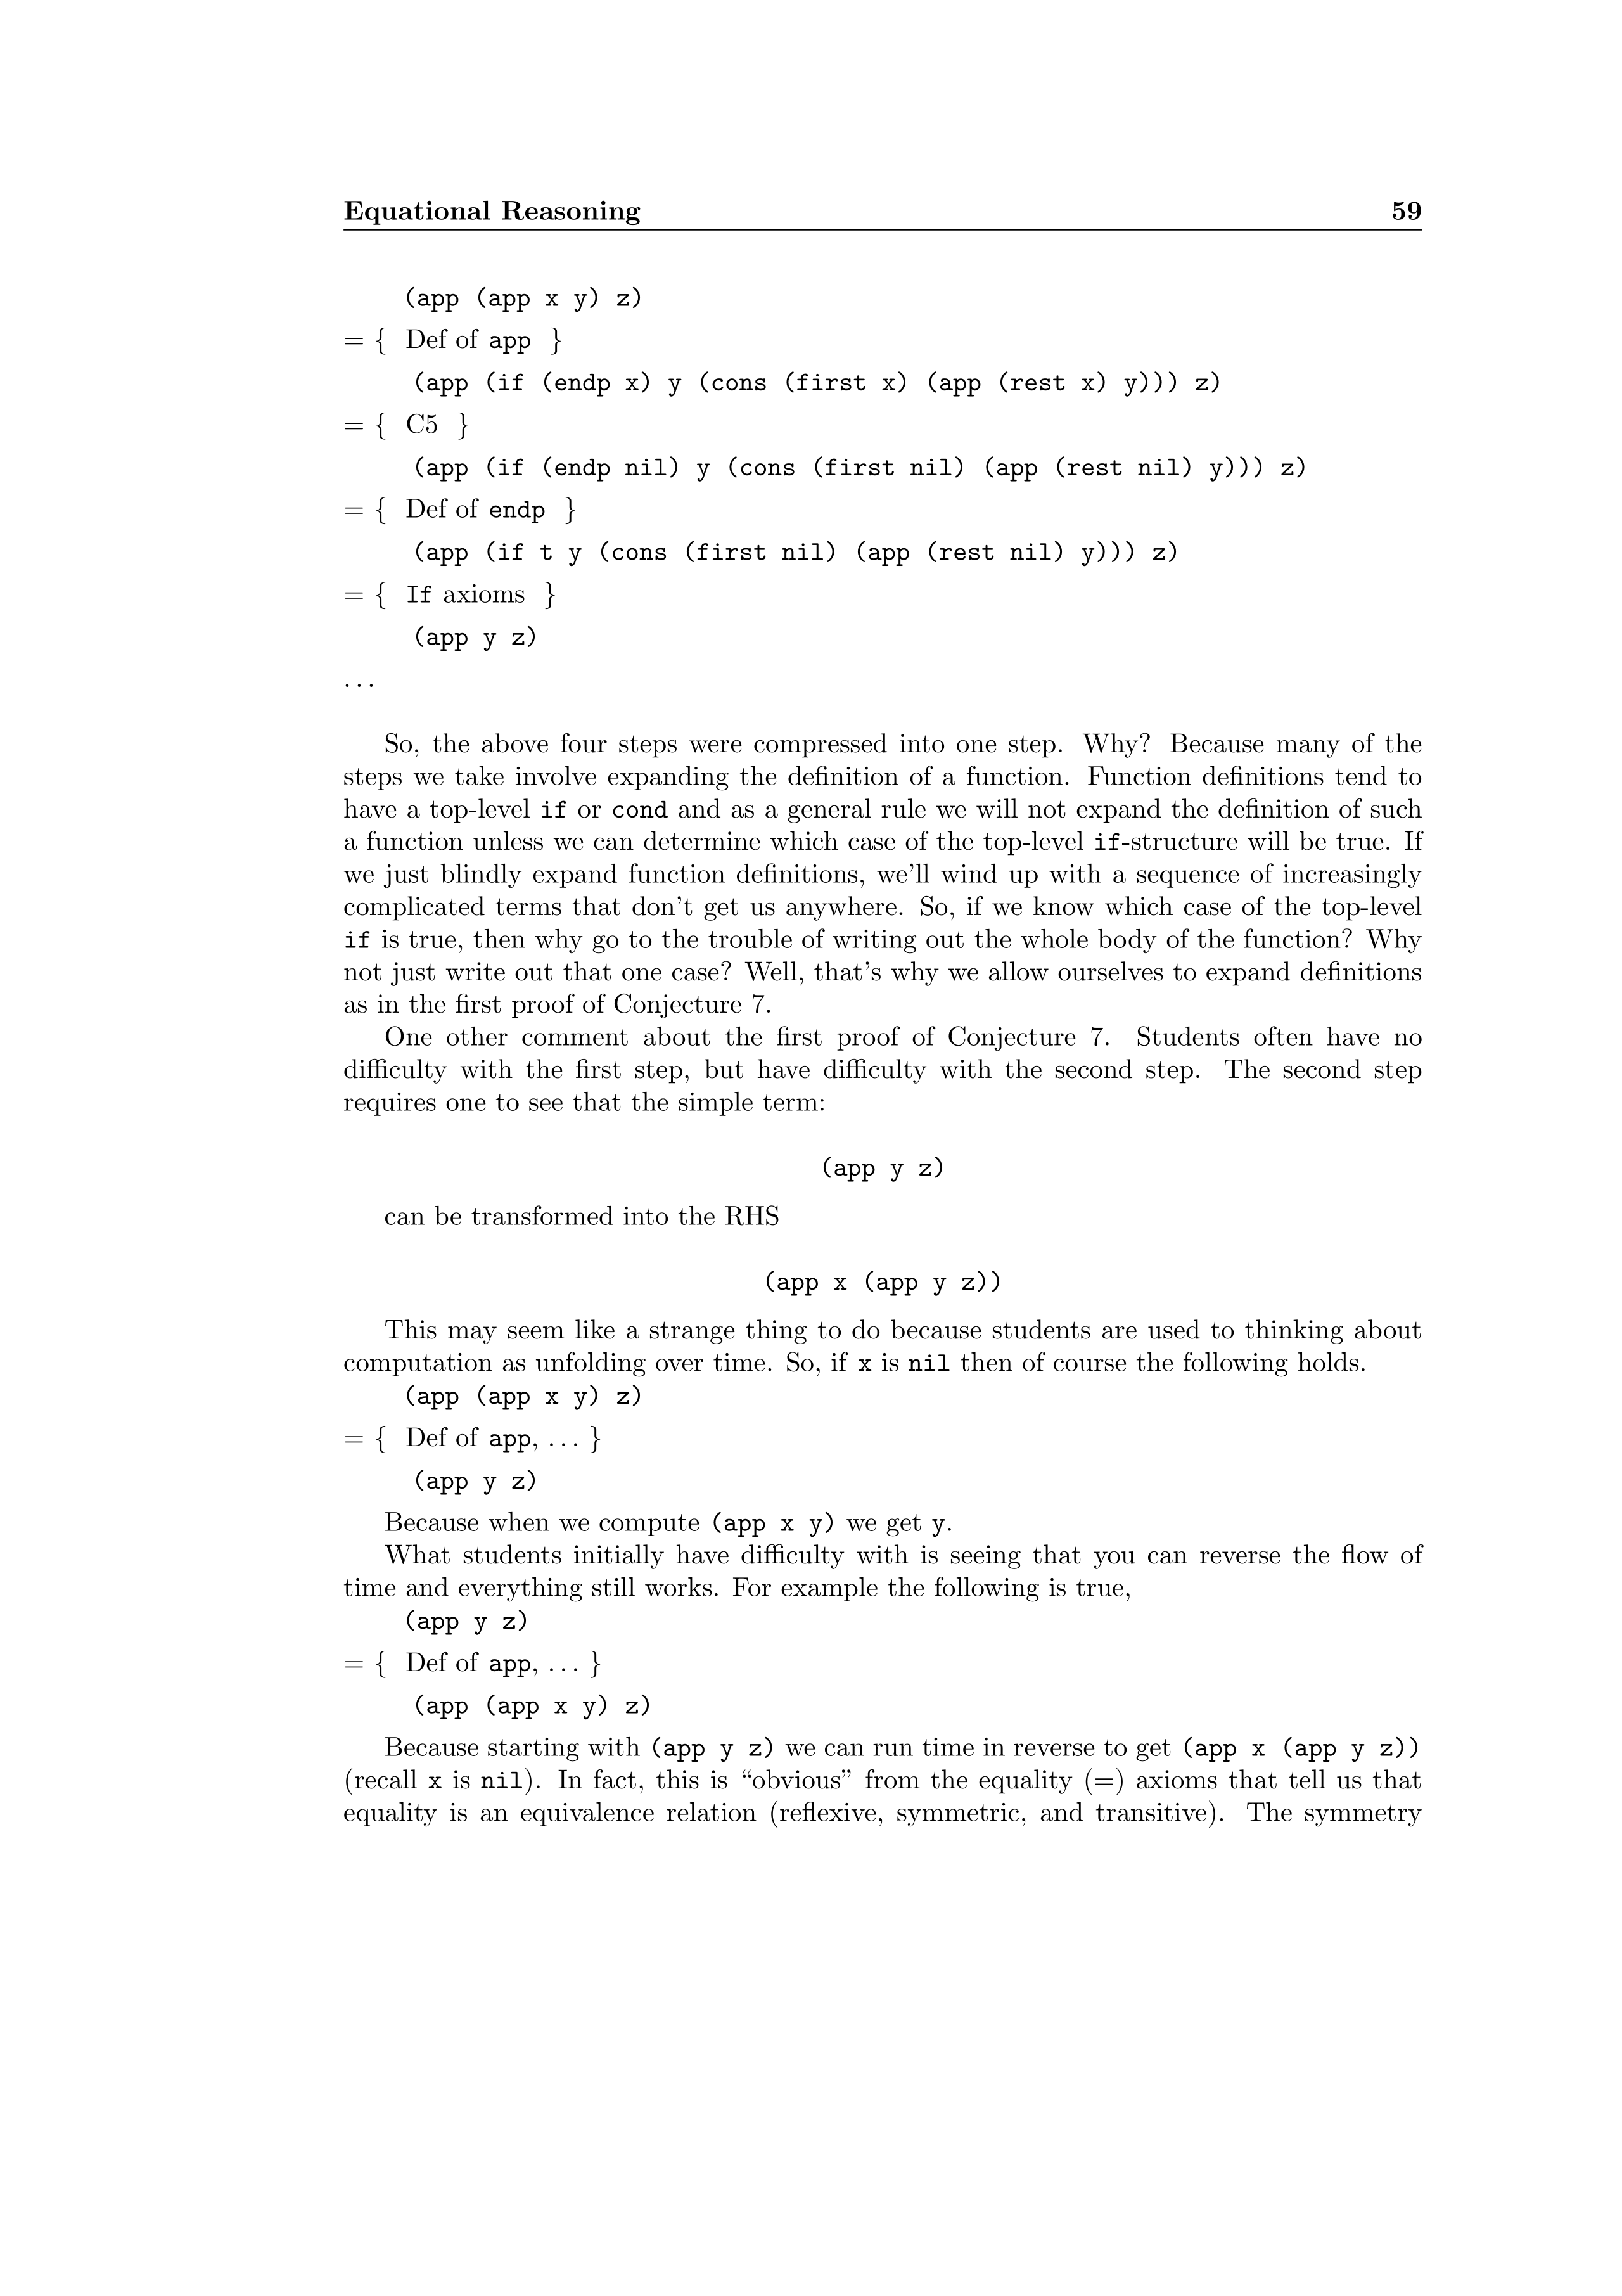 Equational Reasoning 59
(app (app x y) z)
= { Def of app }
(app (if (endp x) y (cons (first x) (app (rest x) y))) z)
= { C5 }
(app (if (endp nil) y (cons (first nil) (app (rest nil) y))) z)
= { Def of endp }
(app (if t y (cons (first nil) (app (rest nil) y))) z)
= { If axioms }
(app y z)
...
So, the above four steps were compressed into one step. Why? Because many of the
steps we take involve expanding the definition of a function. Function definitions tend to
have a top-level if or cond and as a general rule we will not expand the definition of such
a function unless we can determine which case of the top-level if-structure will be true. If
we just blindly expand function definitions, we'll wind up with a sequence of increasingly
complicated terms that don't get us anywhere. So, if we know which case of the top-level
if is true, then why go to the trouble of writing out the whole body of the function? Why
not just write out that one case? Well, that's why we allow ourselves to expand definitions
as in the first proof of Conjecture 7.
One other comment about the first proof of Conjecture 7. Students often have no
difficulty with the first step, but have difficulty with the second step. The second step
requires one to see that the simple term:
(app y z)
can be transformed into the RHS
(app x (app y z))
This may seem like a strange thing to do because students are used to thinking about
computation as unfolding over time. So, if x is nil then of course the following holds.
(app (app x y) z)
= { Def of app, ... }
(app y z)
Because when we compute (app x y) we get y.
What students initially have difficulty with is seeing that you can reverse the flow of
time and everything still works. For example the following is true,
(app y z)
= { Def of app, ... }
(app (app x y) z)
Because starting with (app y z) we can run time in reverse to get (app x (app y z))
(recall x is nil). In fact, this is “obvious” from the equality (=) axioms that tell us that
equality is an equivalence relation (reflexive, symmetric, and transitive). The symmetry